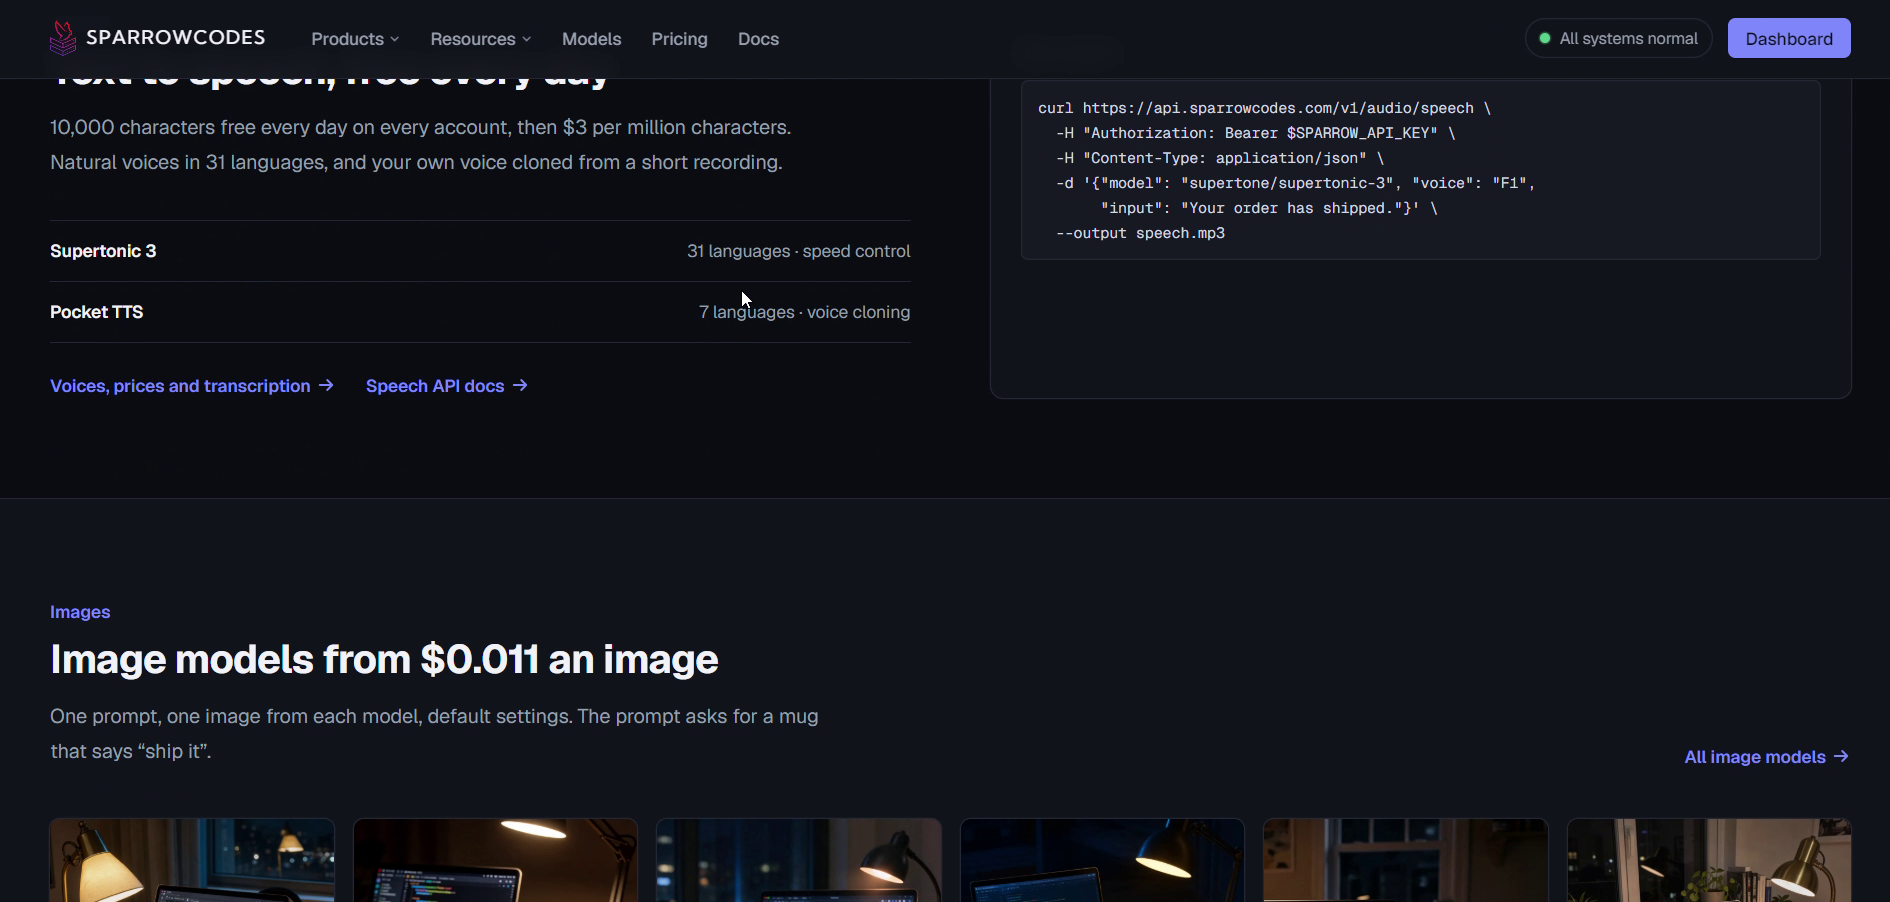 SPARROWCODES
Products
Resources
Models
Pricing
Docs
All systems normal
Dashboard
Text to speech, free every day
10,000 characters free every day on every account, then $3 per million characters.
Natural voices in 31 languages, and your own voice cloned from a short recording.
Supertonic 3
31 languages · speed control
Pocket TTS
7 languages · voice cloning
Voices, prices and transcription →
Speech API docs →
curl https://api.sparrowcodes.com/v1/audio/speech \
-H "Authorization: Bearer $SPARROW_API_KEY" \
-H "Content-Type: application/json" \
-d '{"model": "supertone/supertonic-3", "voice": "F1",
"input": "Your order has shipped."}' \
--output speech.mp3
Images
Image models from $0.011 an image
One prompt, one image from each model, default settings. The prompt asks for a mug
that says “ship it”.
All image models →